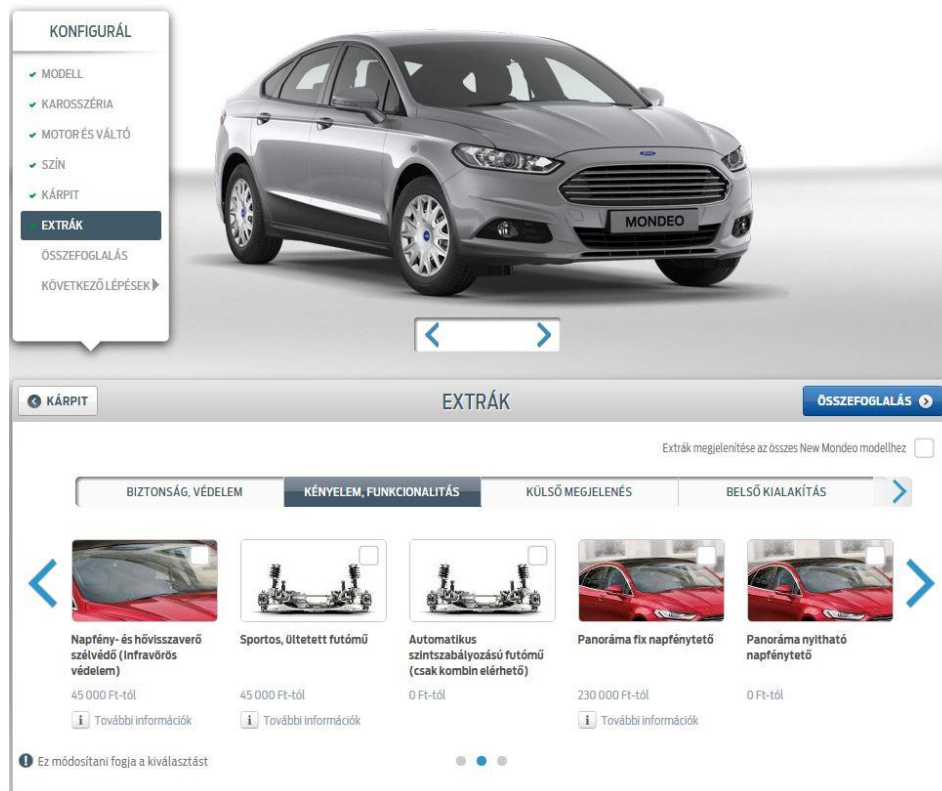 KONFIGURÁL
MODELL
KAROSSZÉRIA
MOTOR ÉS VÁLTÓ
SZÍN
KÁRPIT
EXTRÁK
ÖSSZEFOGLALÁS
KÖVETKEZŐ LÉPÉSEK
Ford
MONDEO
KÁRPIT
EXTRÁK
ÖSSZEFOGLALÁS
Extrák megjelenítése az összes New Mondeo modellhez
BIZTONSÁG, VÉDELEM
KÉNYELEM, FUNKCIONALITÁS
KÜLSŐ MEGJELENÉS
BELSŐ KIALAKÍTÁS
Napfény- és hővisszaverő
szélvédő (Infravörös
védelem)
45 000 Ft-tól
i További információk
Sportos, ültetett futómű
45 000 Ft-tól
i További információk
Automatikus
szintszabályozású futómű
(csak kombin elérhető)
0 Ft-tól
Panoráma fix napfénytető
230 000 Ft-tól
i További információk
Panoráma nyitható
napfénytető
0 Ft-tól
! Ez módosítani fogja a kiválasztást